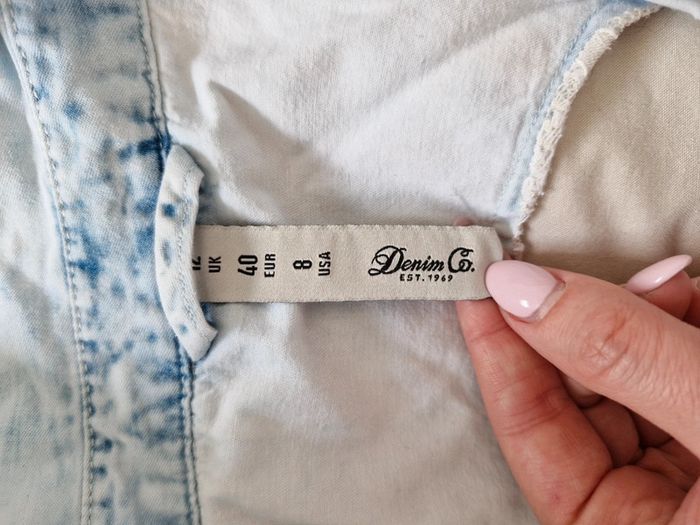 Denim Co.
EST. 1969
8
USA
40
EUR
12
UK